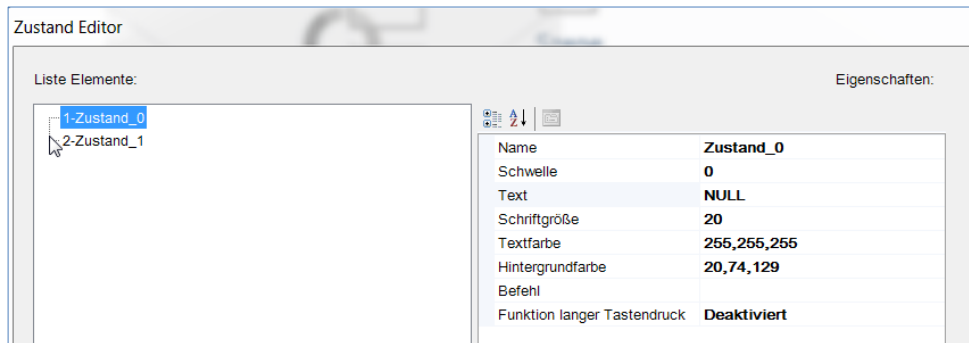 Zustand Editor
Liste Elemente:
Eigenschaften:
1-Zustand_0
2-Zustand_1
A
Z
Name Zustand_0
Schwelle 0
Text NULL
Schriftgröße 20
Textfarbe 255,255,255
Hintergrundfarbe 20,74,129
Befehl
Funktion langer Tastendruck Deaktiviert